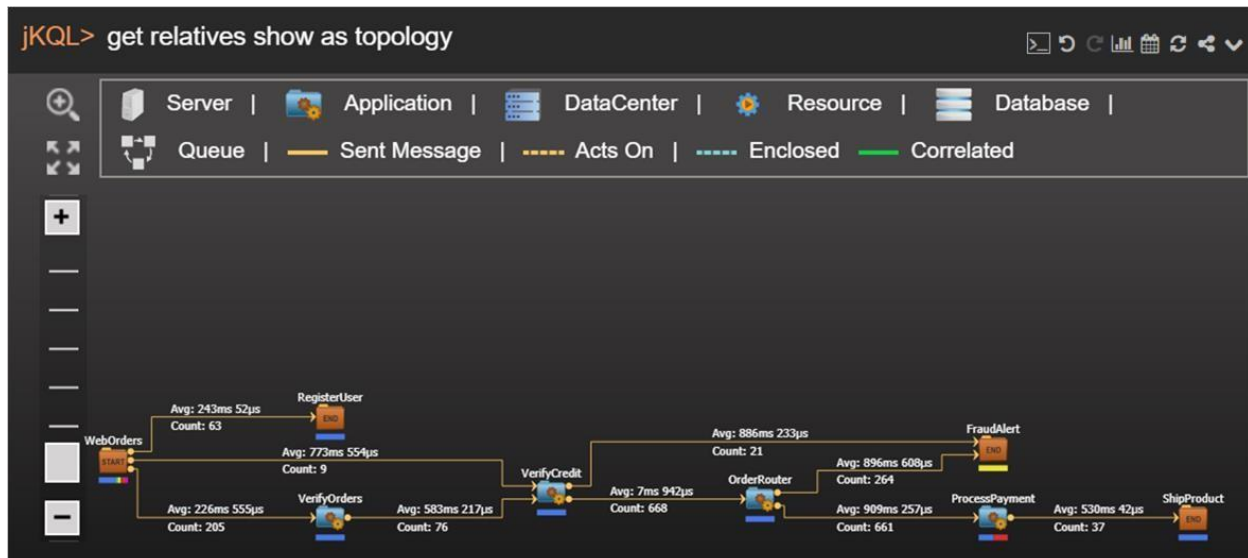 jKQL> get relatives show as topology
Server | Application | DataCenter | Resource | Database |
Queue | Sent Message | Acts On | Enclosed Correlated
RegisterUser
Avg: 243ms 52µs
Count: 63
END
WebOrders
START
Avg: 773ms 554µs
Count: 9
Avg: 226ms 555µs
Count: 205
VerifyOrders
Avg: 583ms 217µs
Count: 76
VerifyCredit
Avg: 886ms 233µs
Count: 21
FraudAlert
END
Avg: 7ms 942µs
Count: 668
OrderRouter
Avg: 896ms 608µs
Count: 264
Avg: 909ms 257µs
Count: 661
ProcessPayment
Avg: 530ms 42µs
Count: 37
ShipProduct
END